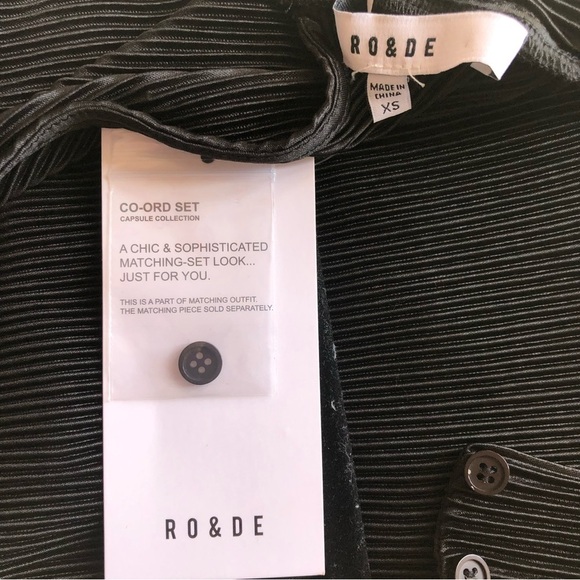 RO&DE
MADE IN
CHINA
XS
CO-ORD SET
CAPSULE COLLECTION
A CHIC & SOPHISTICATED
MATCHING-SET LOOK...
JUST FOR YOU.
THIS IS A PART OF MATCHING OUTFIT.
THE MATCHING PIECE SOLD SEPARATELY.
RO&DE